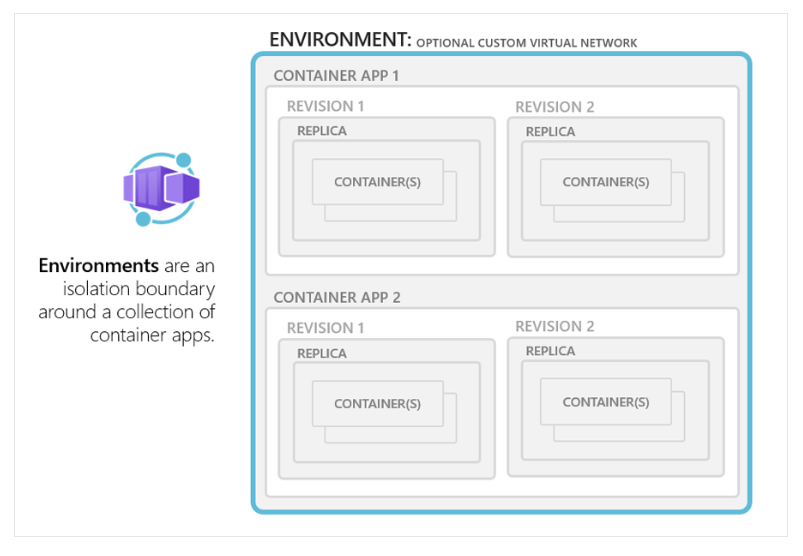 ENVIRONMENT: OPTIONAL CUSTOM VIRTUAL NETWORK
CONTAINER APP 1
REVISION 1
REPLICA
CONTAINER(S)
REVISION 2
REPLICA
CONTAINER(S)
Environments are an
isolation boundary
around a collection of
container apps.
CONTAINER APP 2
REVISION 1
REPLICA
CONTAINER(S)
REVISION 2
REPLICA
CONTAINER(S)